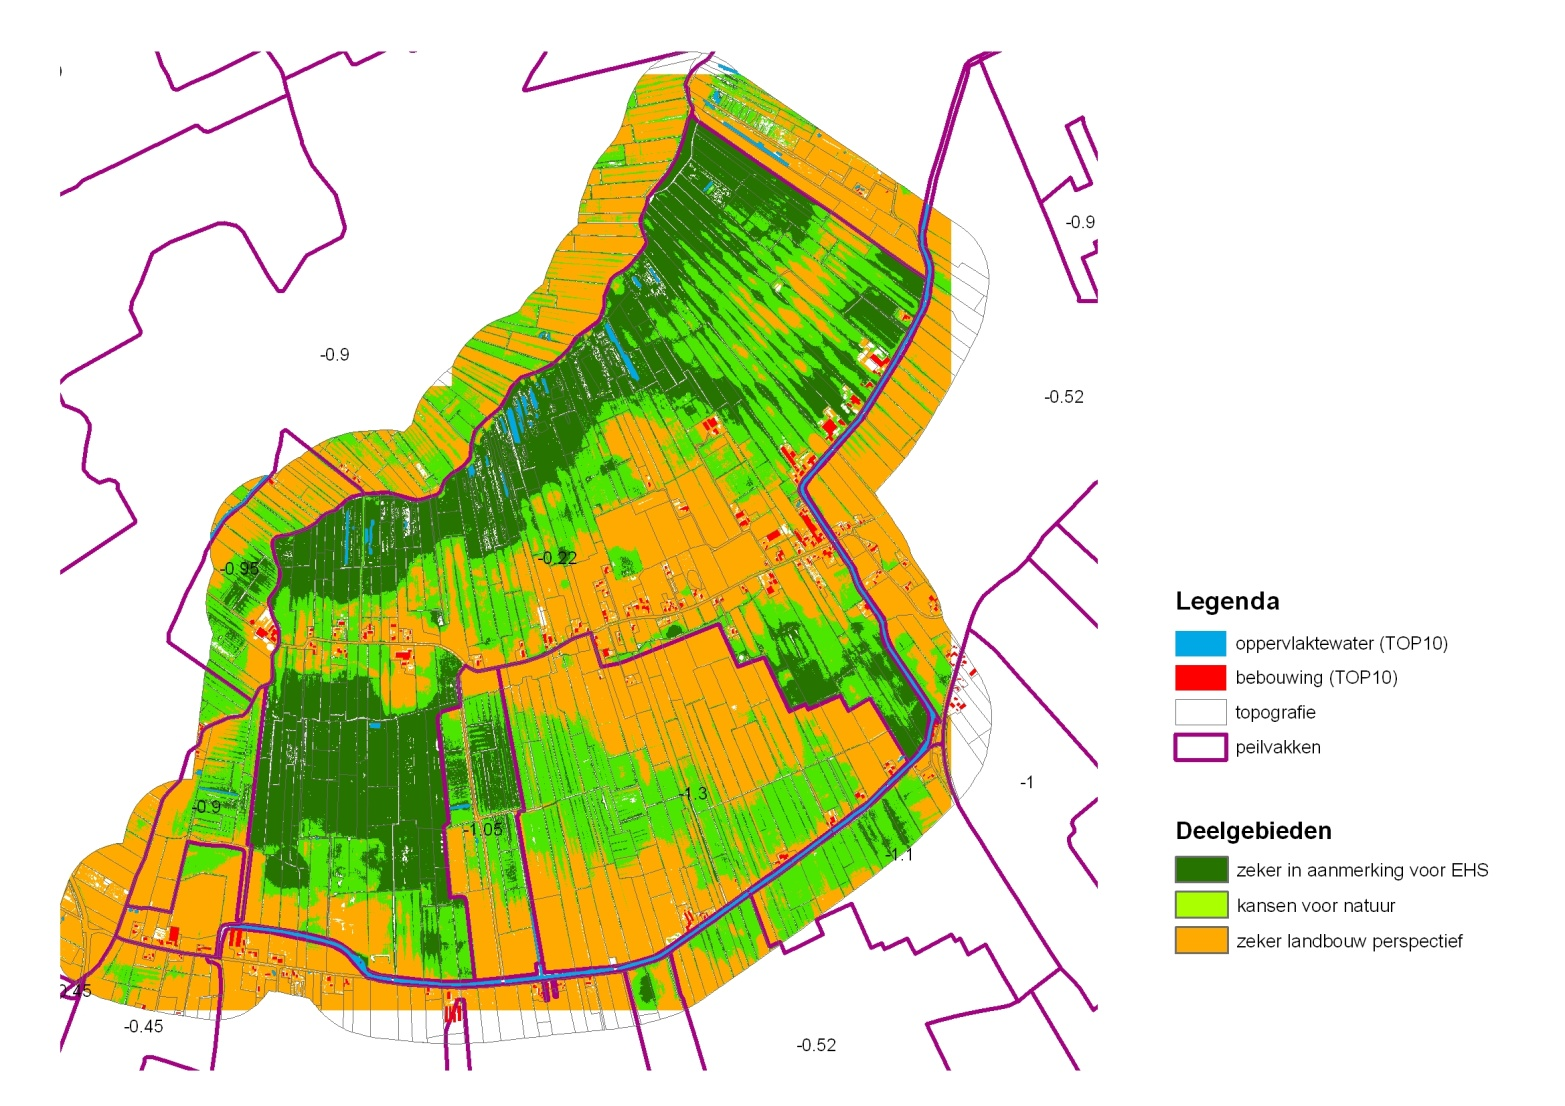 -0.9
-0.9
-0.52
-0.22
-0.95
-1
-1.3
-0.9
-1.05
-1.1
-0.45
-0.52
Legenda
oppervlaktewater (TOP10)
bebouwing (TOP10)
topografie
peilvakken
Deelgebieden
zeker in aanmerking voor EHS
kansen voor natuur
zeker landbouw perspectief